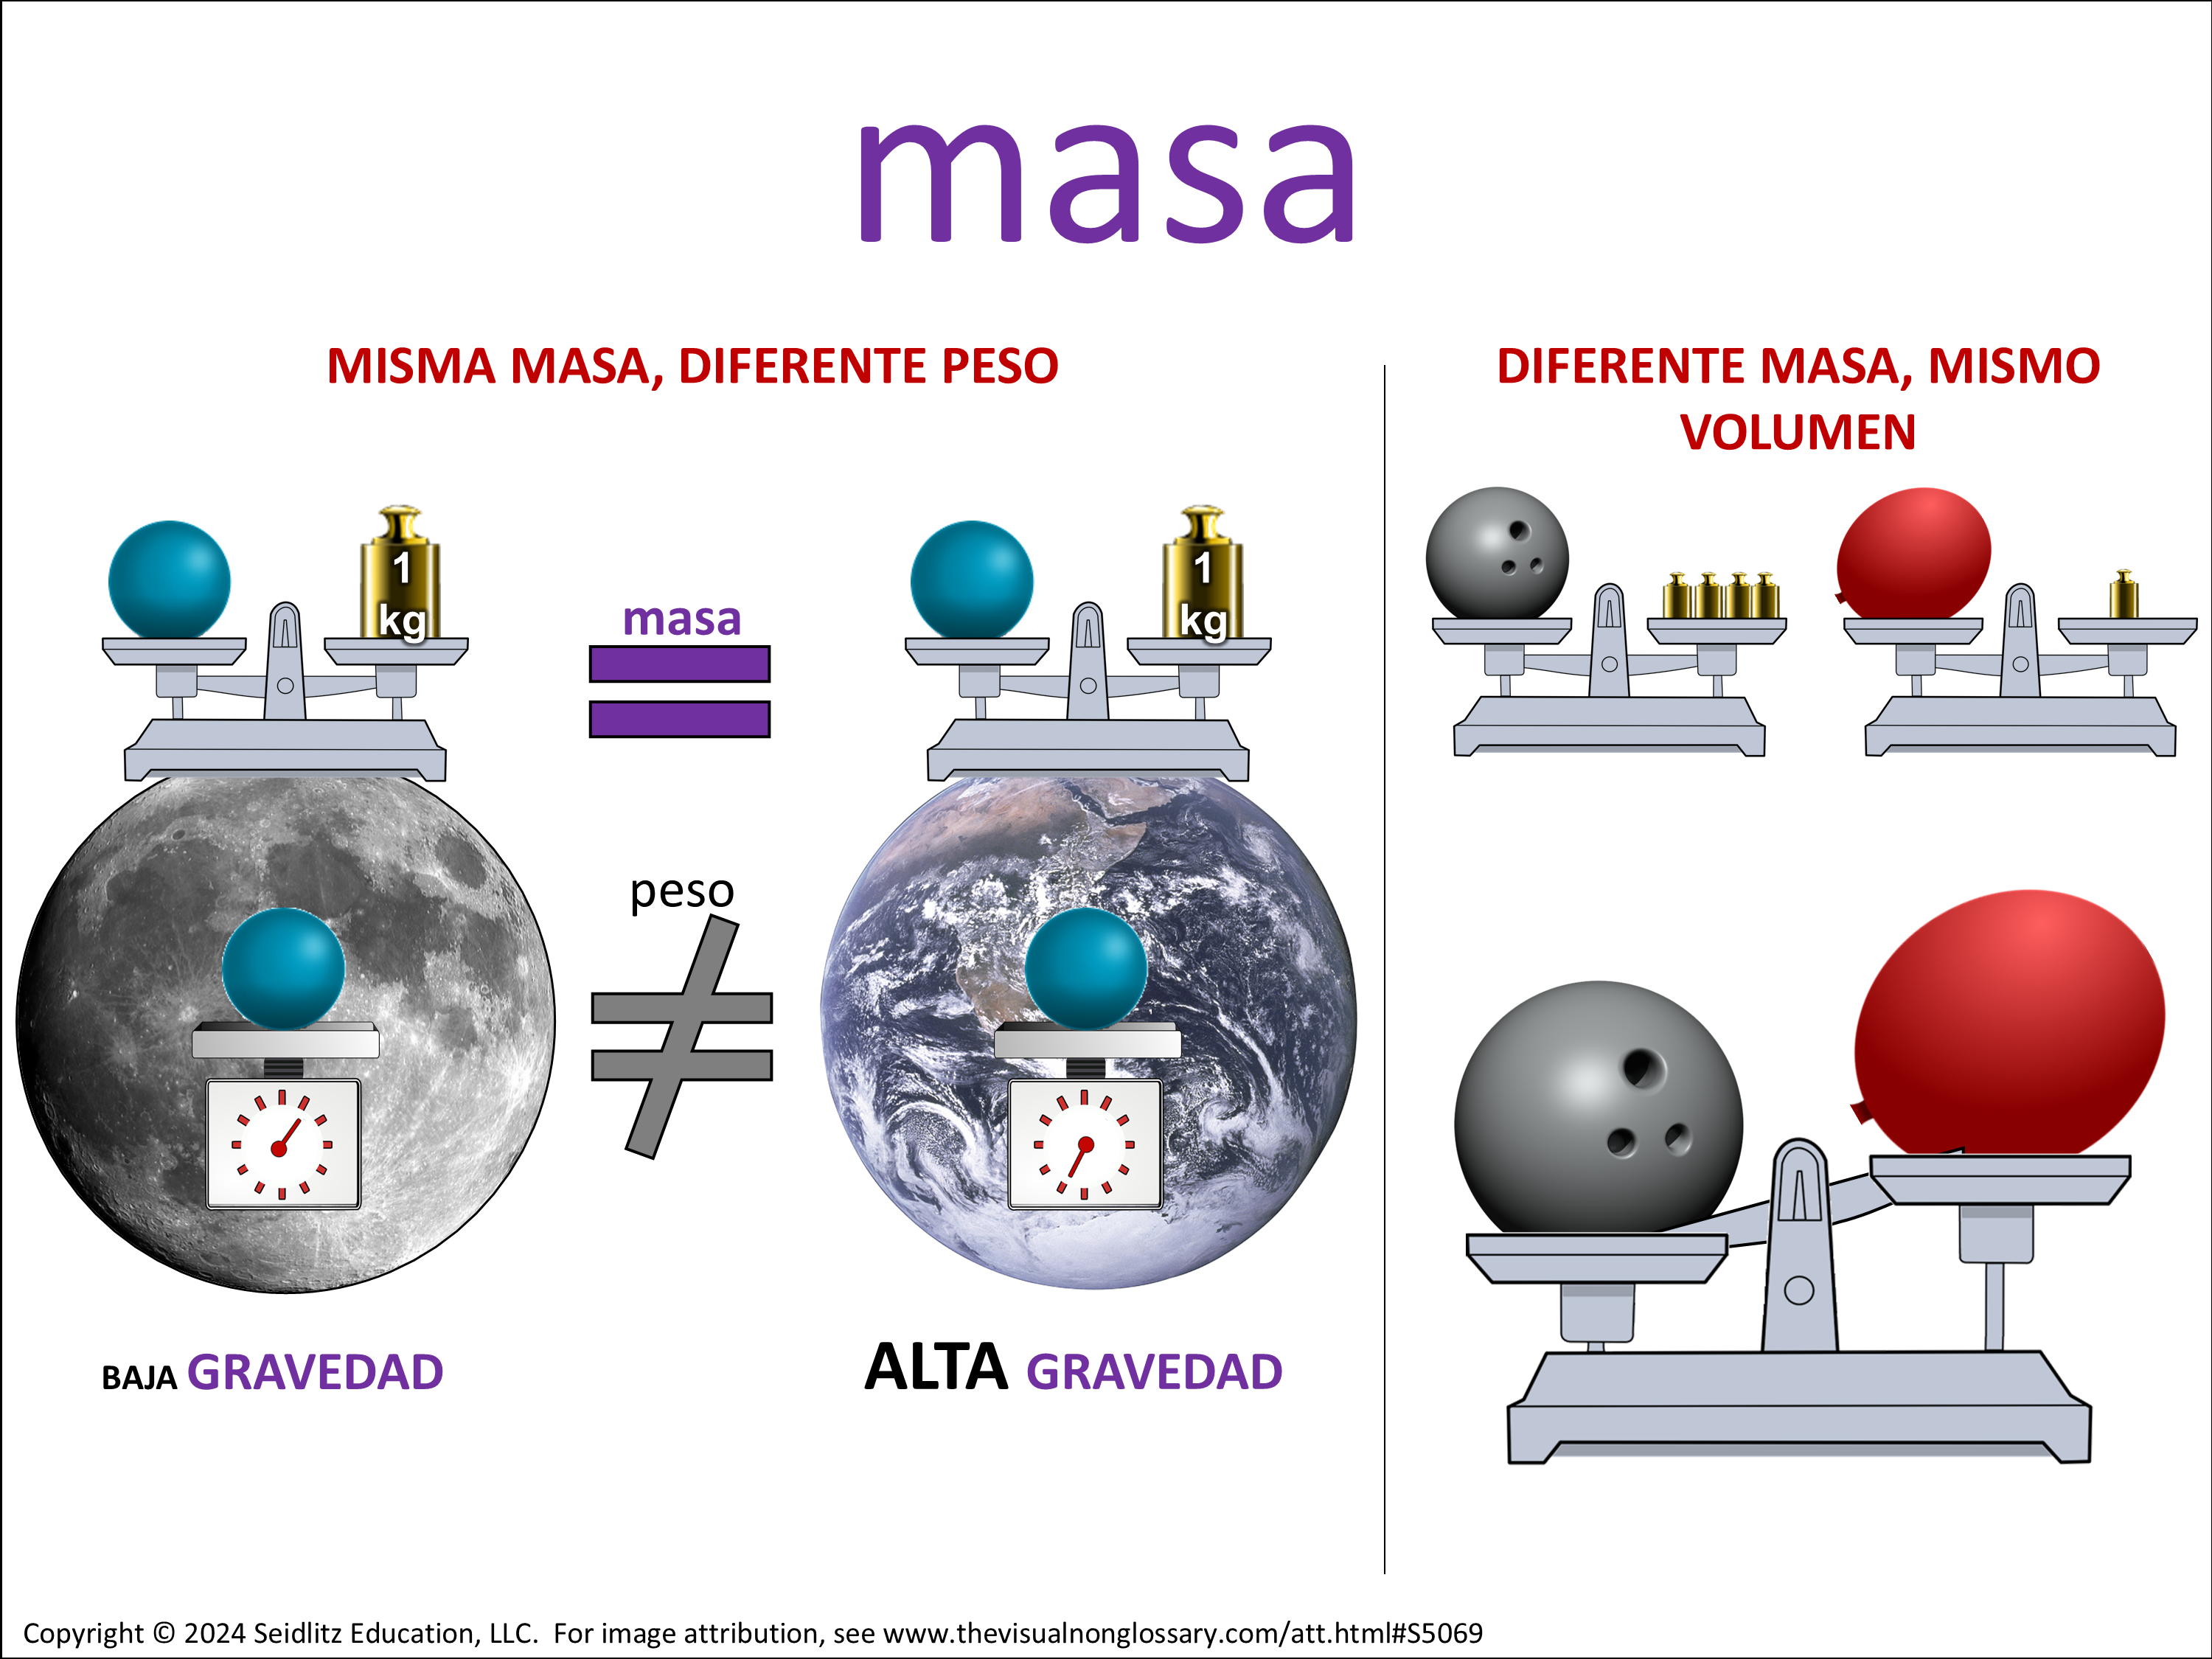 masa
MISMA MASA, DIFERENTE PESO
1
kg
masa
1
kg
peso
BAJA GRAVEDAD
ALTA GRAVEDAD
DIFERENTE MASA, MISMO
VOLUMEN
Copyright © 2024 Seidlitz Education, LLC.  For image attribution, see www.thevisualnonglossary.com/att.html#S5069